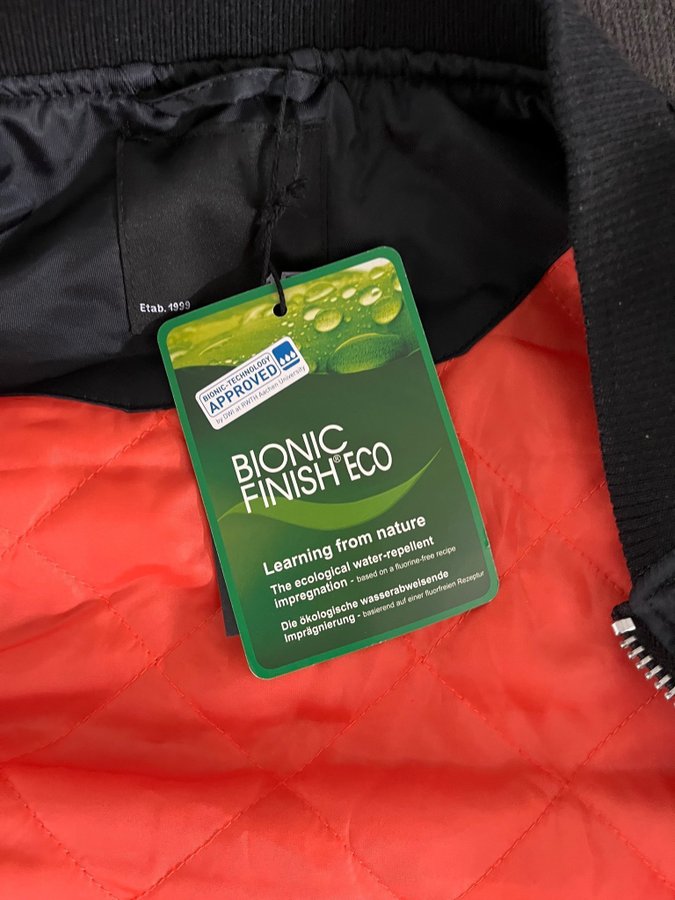 Etab. 1999
BIONIC-TECHNOLOGY
APPROVED
by DWI at RWTH Aachen University
BIONIC
FINISH® ECO
Learning from nature
The ecological water-repellent
impregnation - based on a fluorine-free recipe
Die ökologische wasserabweisende
Imprägnierung - basierend auf einer fluorfreien Rezeptur